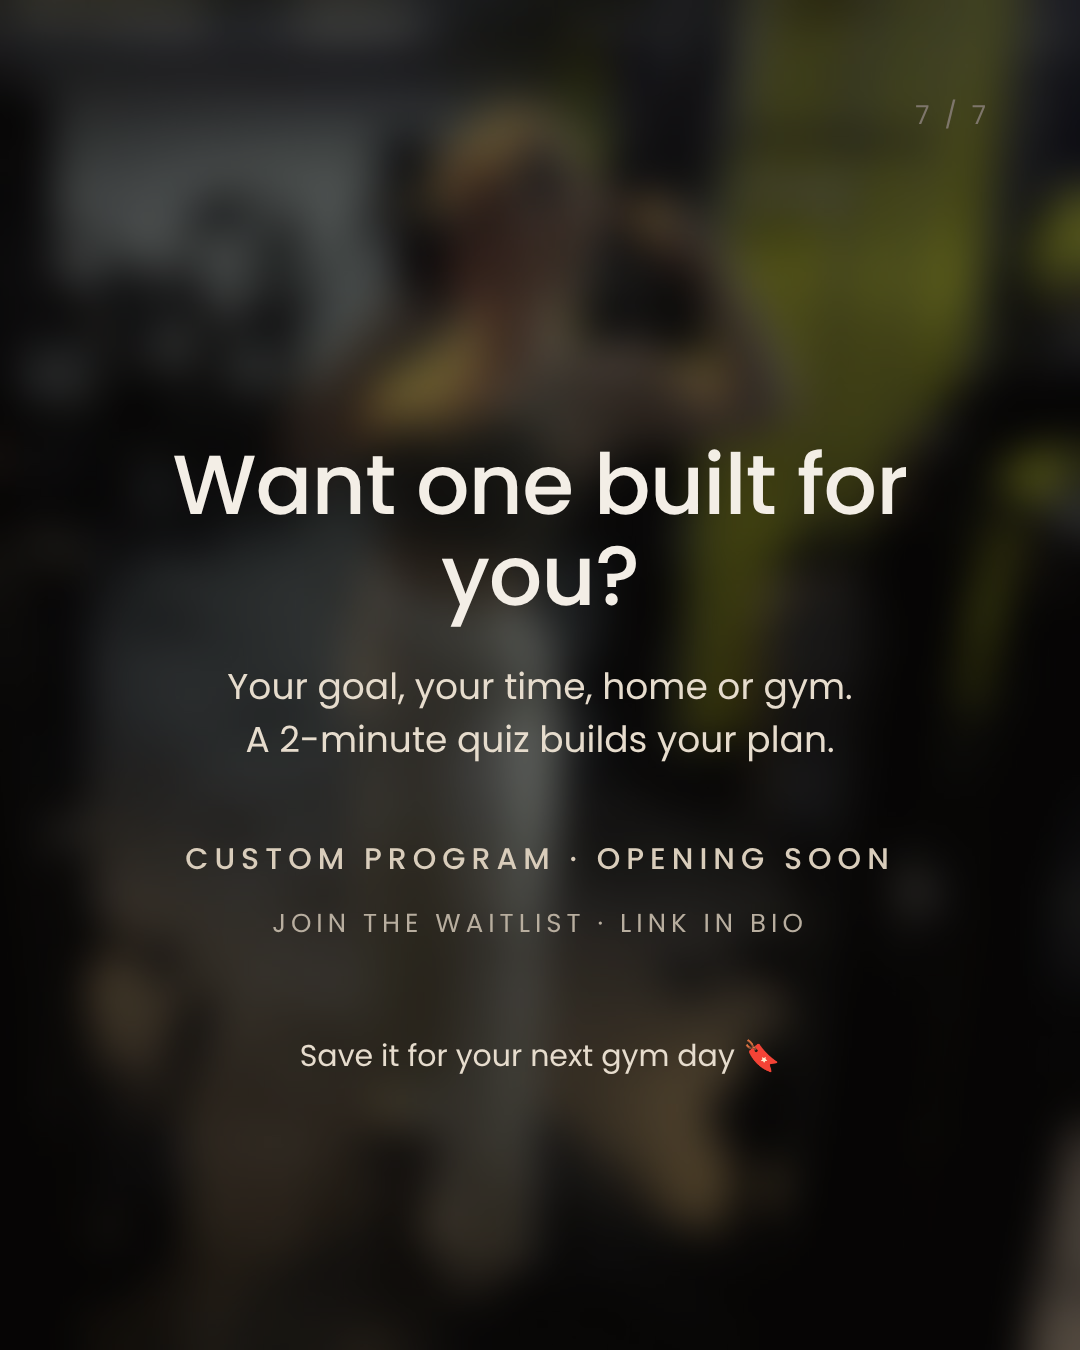 7 / 7
Want one built for
you?
Your goal, your time, home or gym.
A 2-minute quiz builds your plan.
CUSTOM PROGRAM · OPENING SOON
JOIN THE WAITLIST · LINK IN BIO
Save it for your next gym day 🔖